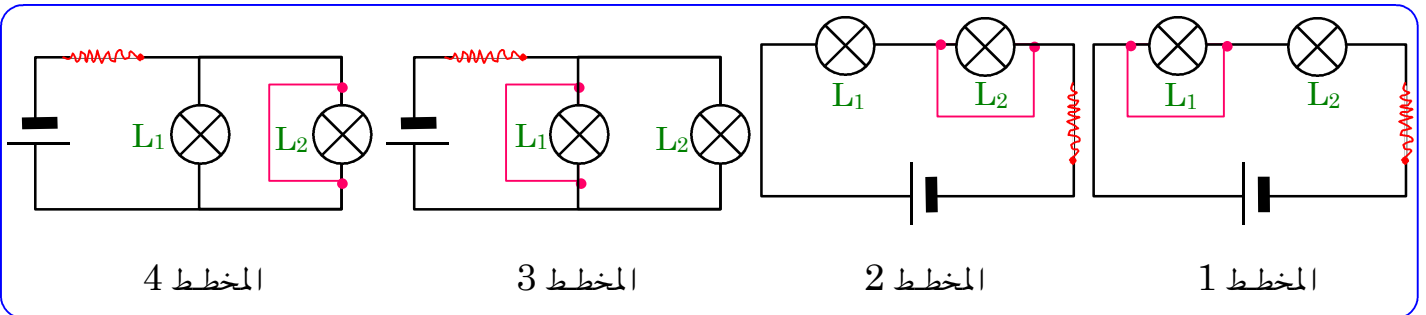 L₁ L₂
L₁ L₂
L₁ L₂
L₁ L₂
المخطط 1
المخطط 2
المخطط 3
المخطط 4